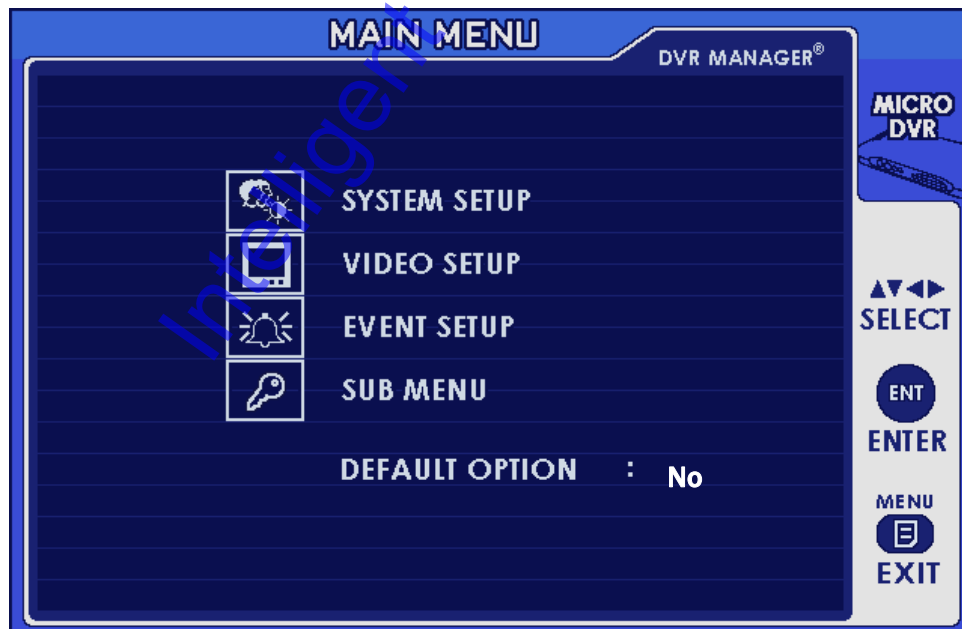 MAIN MENU
DVR MANAGER®
MICRO
DVR
SYSTEM SETUP
VIDEO SETUP
EVENT SETUP
SUB MENU
DEFAULT OPTION : No
▲▼◀▶
SELECT
ENT
ENTER
MENU
EXIT
Inteligent